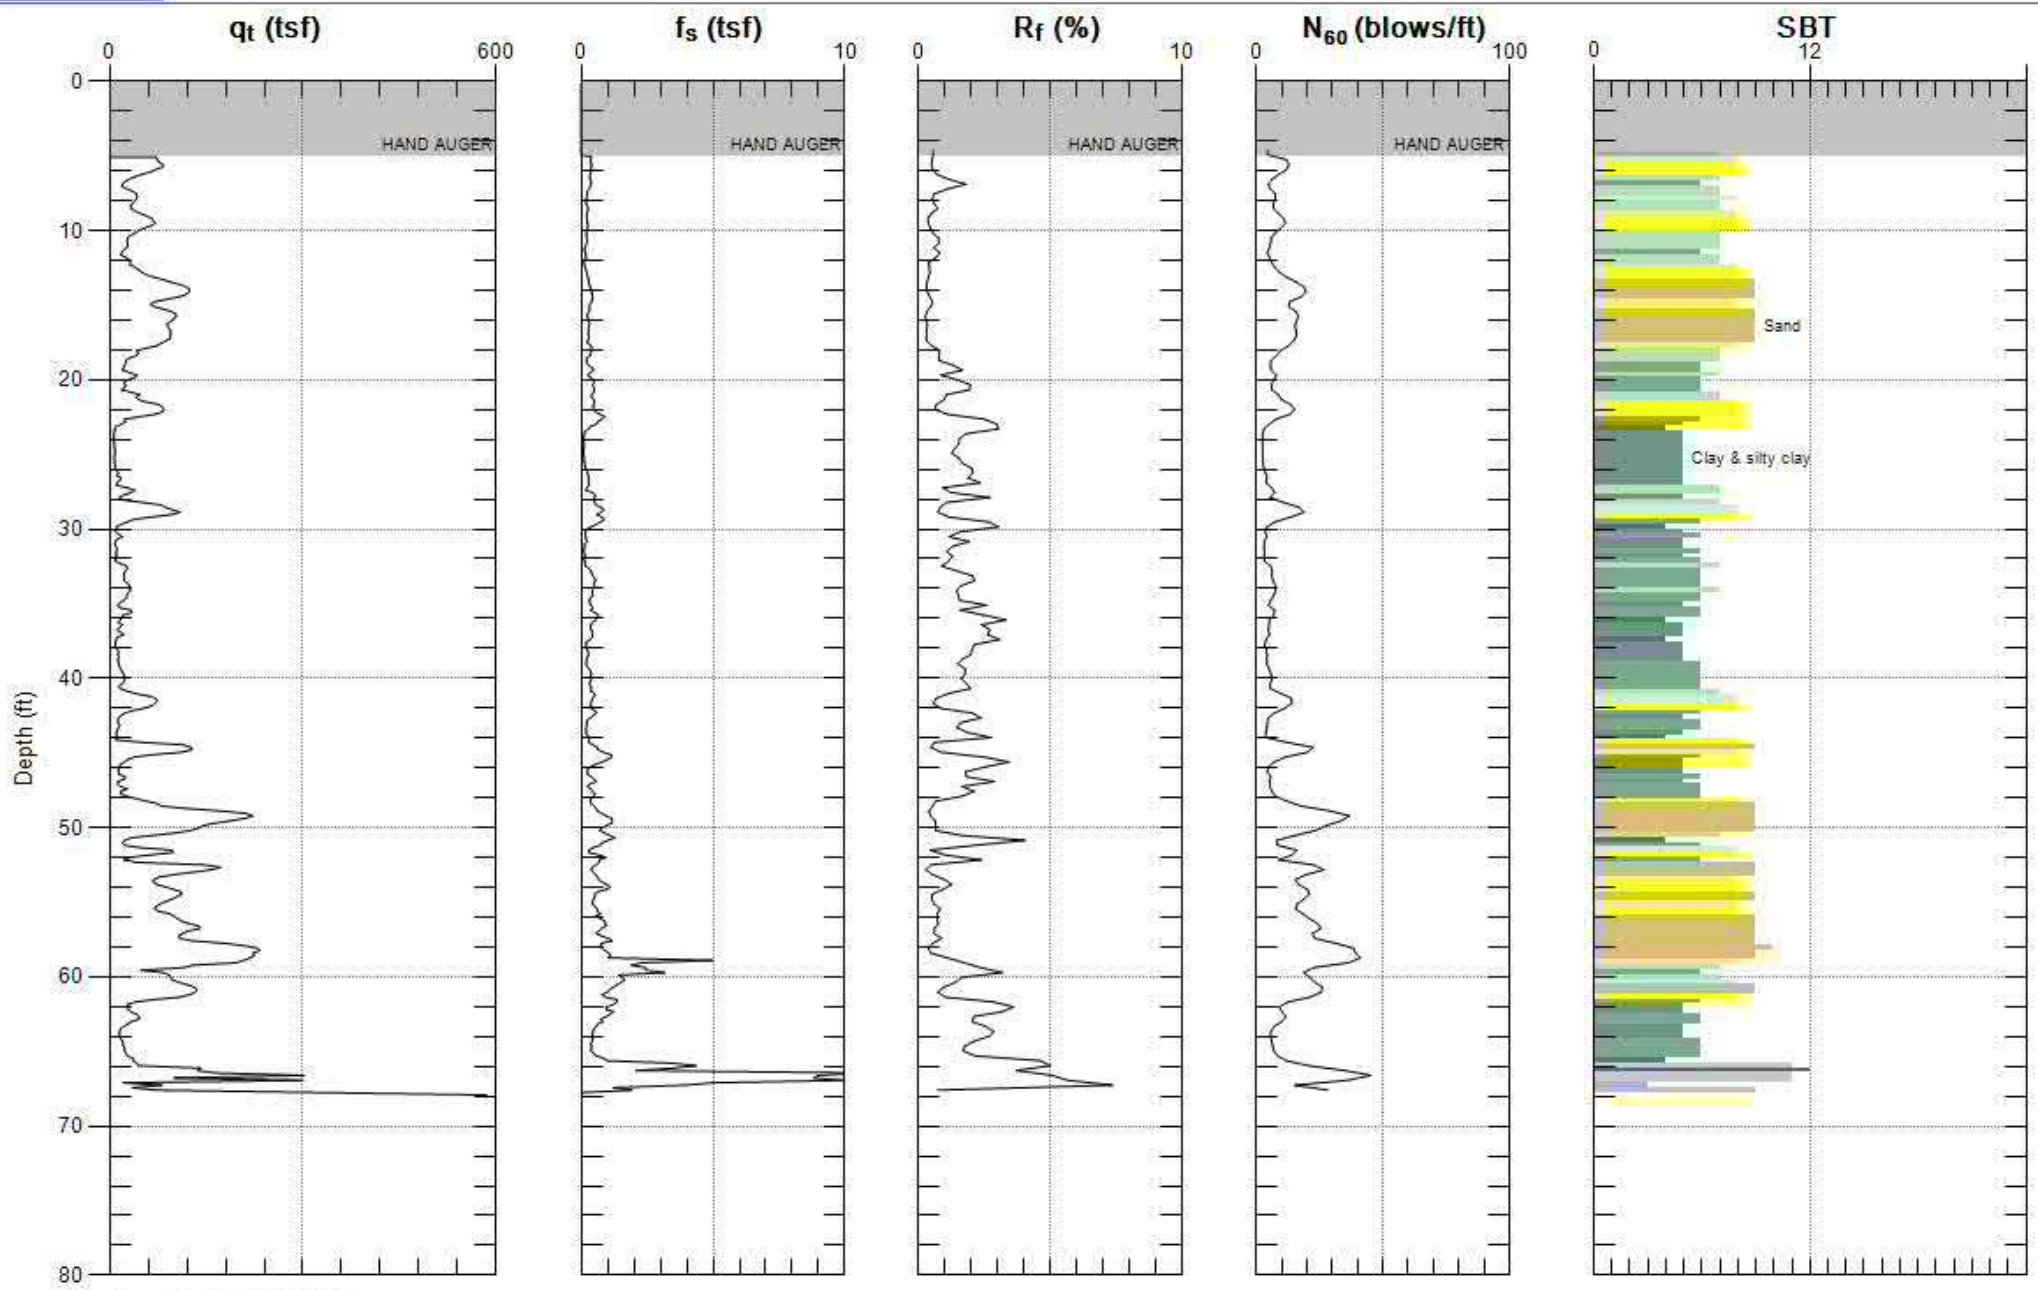 qt (tsf) fs (tsf) Rf (%) N60 (blows/ft) SBT
0 600 0 10 0 10 0 100 0 12
0
HAND AUGER HAND AUGER HAND AUGER HAND AUGER
10
Sand
20
Clay & silty clay
30
40
Depth (ft)
50
60
70
80